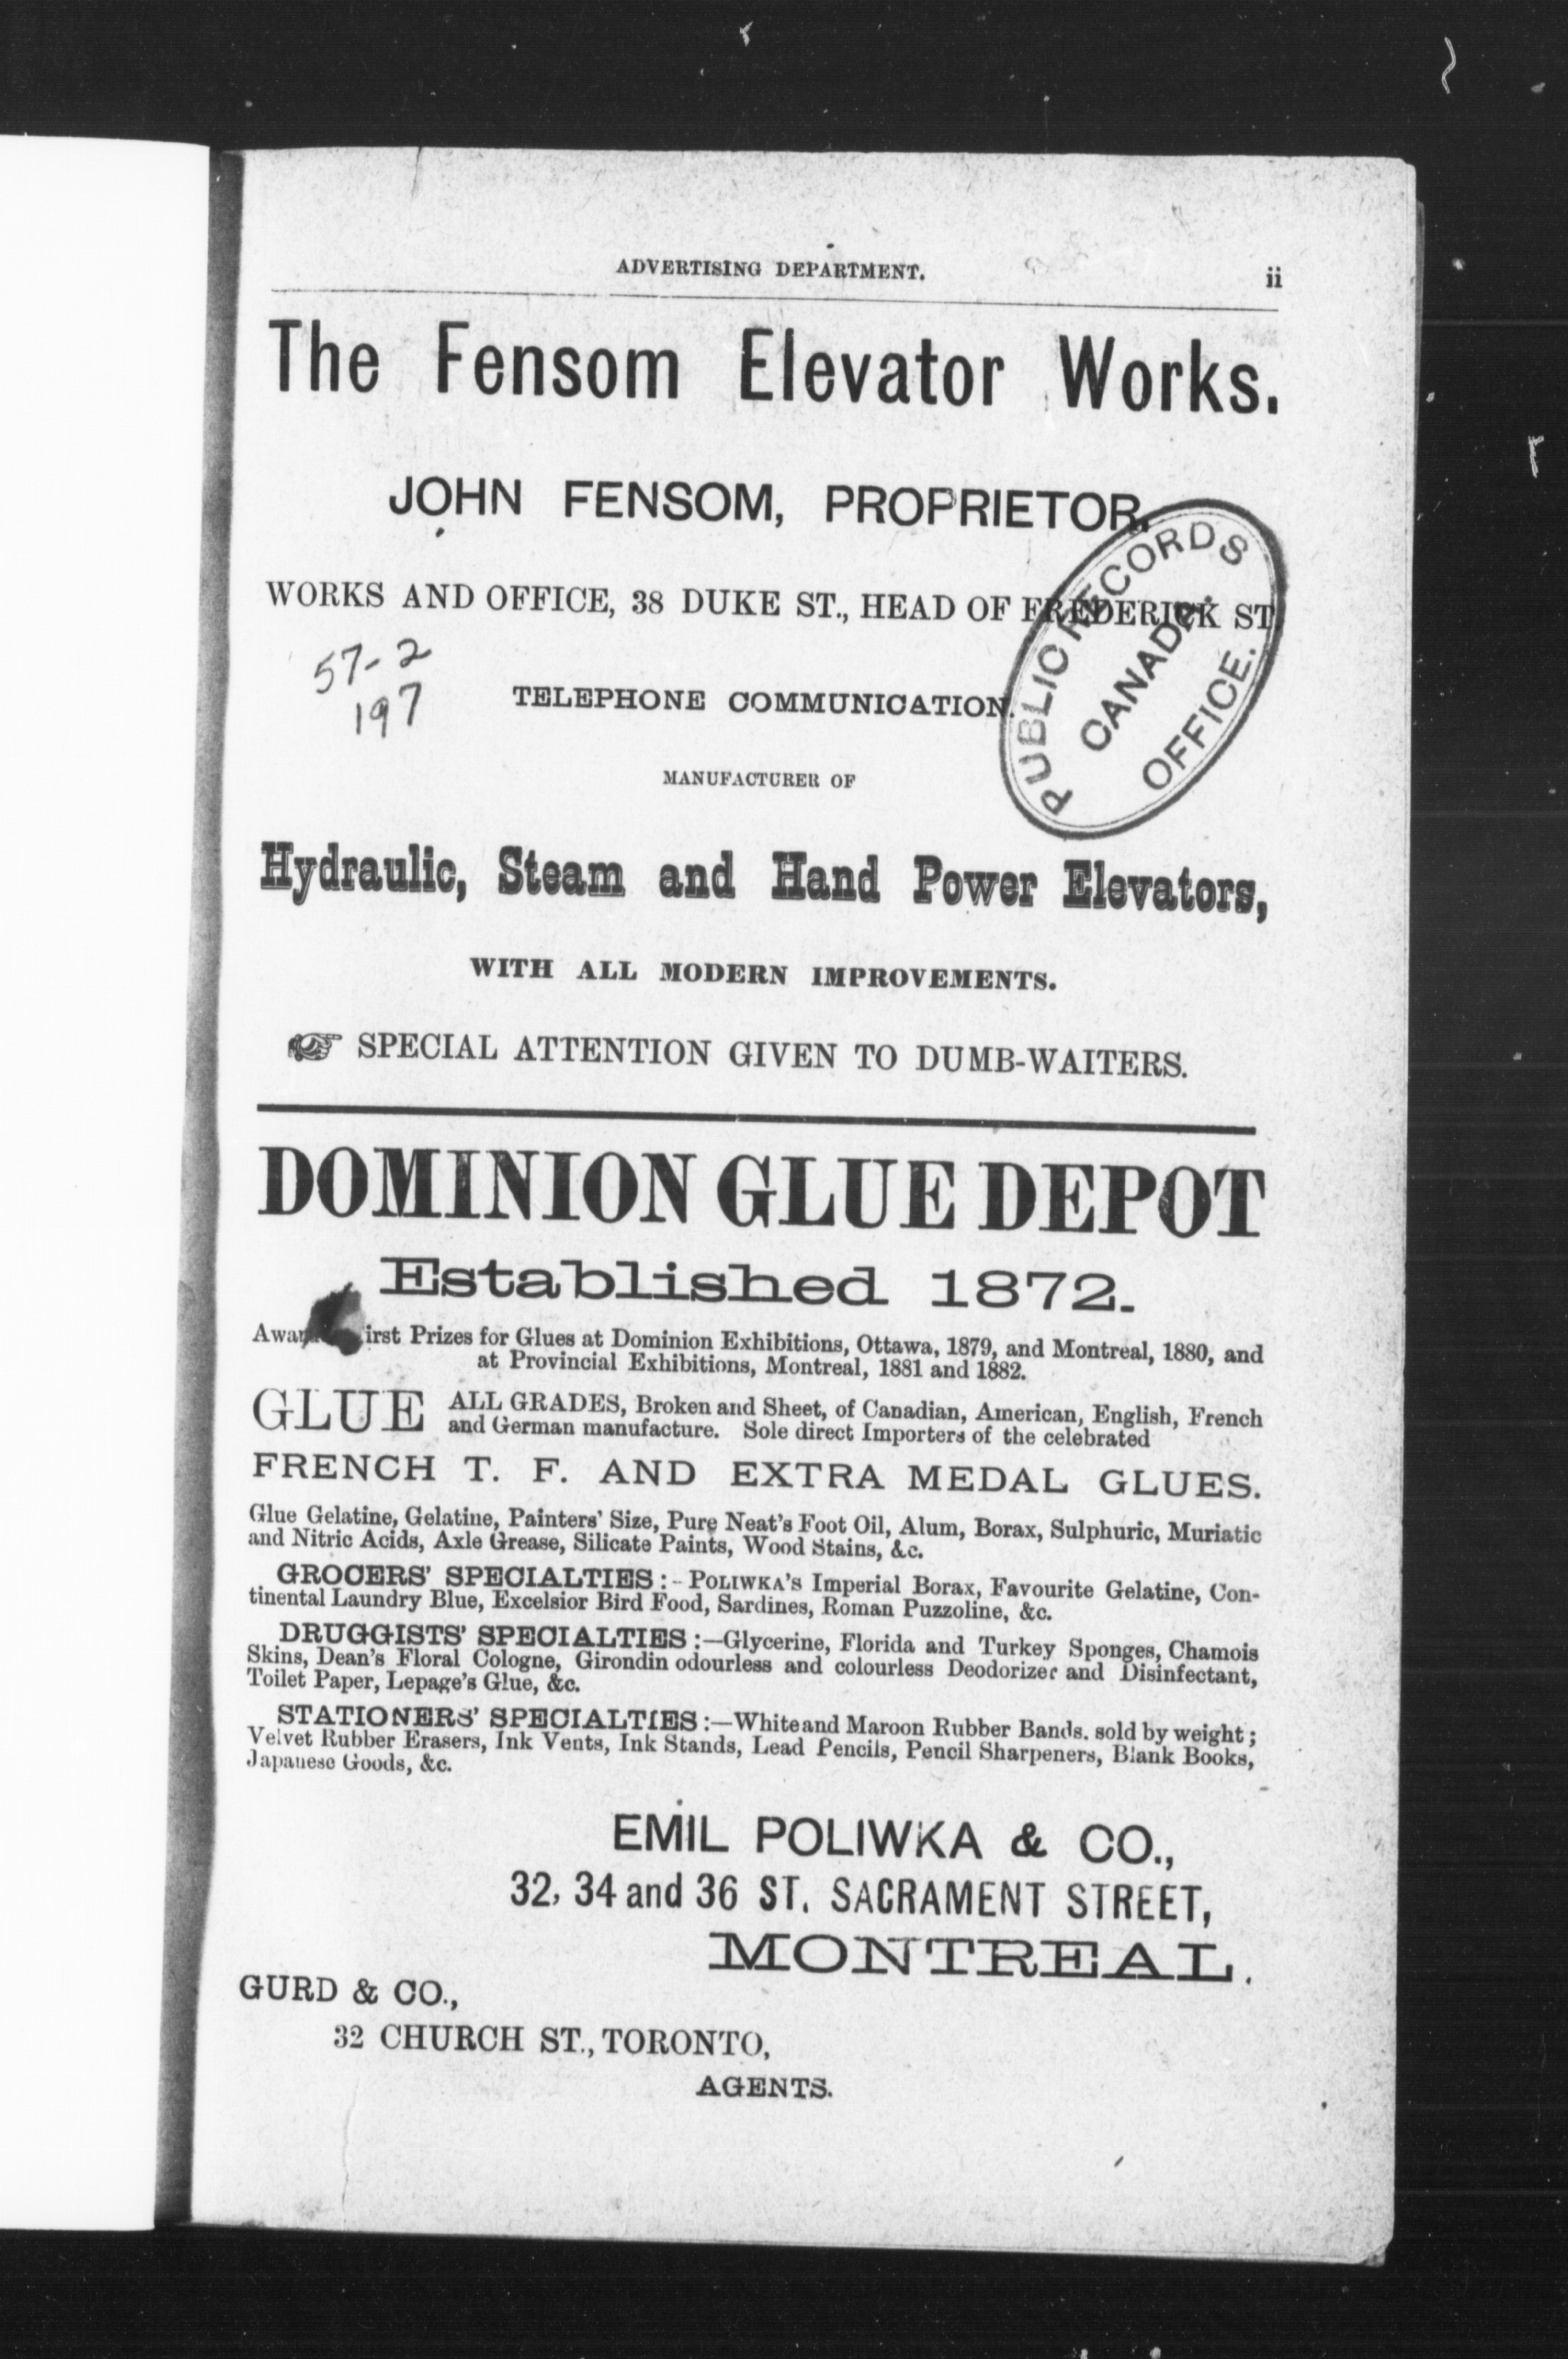 ADVERTISING DEPARTMENT. ii
The Fensom Elevator Works.
JOHN FENSOM, PROPRIETOR.
WORKS AND OFFICE, 38 DUKE ST., HEAD OF FREDERICK ST.
PUBLIC RECORDS
CANADA.
OFFICE.
57-2
197
TELEPHONE COMMUNICATION.
MANUFACTURER OF
Hydraulic, Steam and Hand Power Elevators,
WITH ALL MODERN IMPROVEMENTS.
☞ SPECIAL ATTENTION GIVEN TO DUMB-WAITERS.
DOMINION GLUE DEPOT
Established 1872.
Prizes for Glues at Dominion Exhibitions, Ottawa, 1879, and Montreal, 1880, and
at Provincial Exhibitions, Montreal, 1881 and 1882.
GLUE ALL GRADES, Broken and Sheet, of Canadian, American, English, French
and German manufacture. Sole direct Importers of the celebrated
FRENCH T. F. AND EXTRA MEDAL GLUES.
Glue Gelatine, Gelatine, Painters' Size, Pure Neat's Foot Oil, Alum, Borax, Sulphuric, Muriatic
and Nitric Acids, Axle Grease, Silicate Paints, Wood Stains, &c.
GROCERS' SPECIALTIES:-POLIWKA'S Imperial Borax, Favourite Gelatine, Con-
tinental Laundry Blue, Excelsior Bird Food, Sardines, Roman Puzzoline, &c.
DRUGGISTS' SPECIALTIES:—Glycerine, Florida and Turkey Sponges, Chamois
Skins, Dean's Floral Cologne, Girondin odourless and colourless Deodorizer and Disinfectant,
Toilet Paper, Lepage's Glue, &c.
STATIONERS' SPECIALTIES:—White and Maroon Rubber Bands. sold by weight;
Velvet Rubber Erasers, Ink Vents, Ink Stands, Lead Pencils, Pencil Sharpeners, Blank Books,
Japanese Goods, &c.
EMIL POLIWKA & CO.,
32, 34 and 36 ST. SACRAMENT STREET,
MONTREAL.
GURD & CO.,
32 CHURCH ST., TORONTO,
AGENTS.